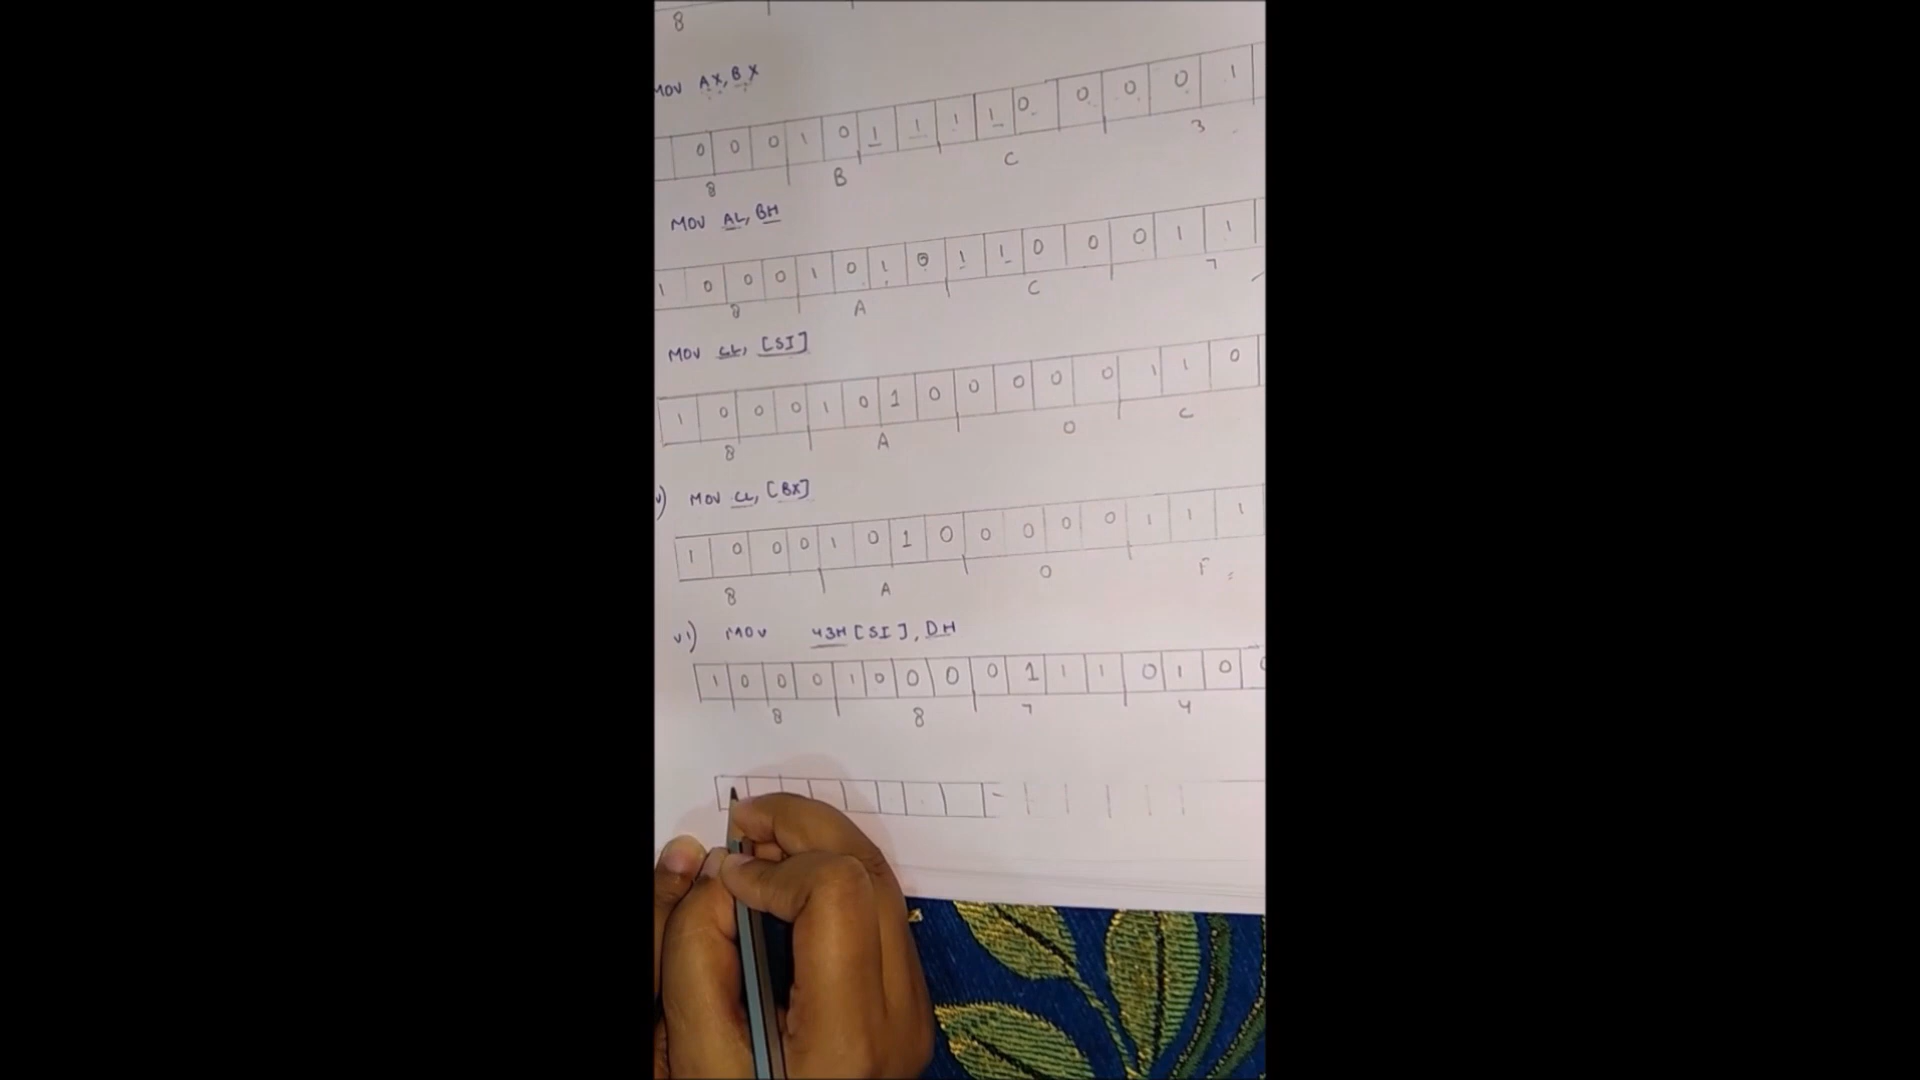 8
MOV AX, BX
0 0 0 1 0 1 1 1 1 0 0 0 0 1
8 B C 3
MOV AL, BH
1 0 0 0 1 0 1 0 1 1 0 0 0 1 1
8 A C 7
MOV CL, [SI]
1 0 0 0 1 0 1 0 0 0 0 0 1 1 0
8 A 0 C
v) MOV CL, [BX]
1 0 0 0 1 0 1 0 0 0 0 0 1 1 1
8 A 0 F
vi) MOV 43H [SI], DH
1 0 0 0 1 0 0 0 0 1 1 1 0 1 0 0
8 8 7 4